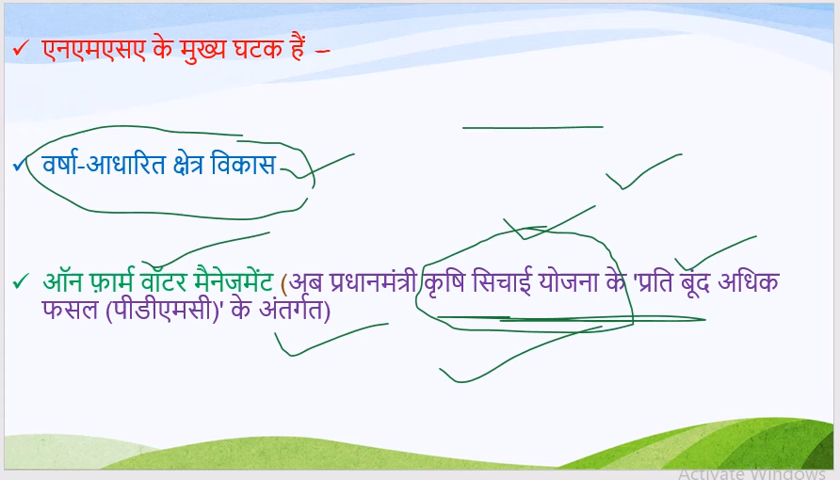 ✓ एनएमएसए के मुख्य घटक हैं –
✓ वर्षा-आधारित क्षेत्र विकास
✓ ऑन फ़ार्म वॉटर मैनेजमेंट (अब प्रधानमंत्री कृषि सिचाई योजना के 'प्रति बूंद अधिक
फसल (पीडीएमसी)' के अंतर्गत)
Activate Windows